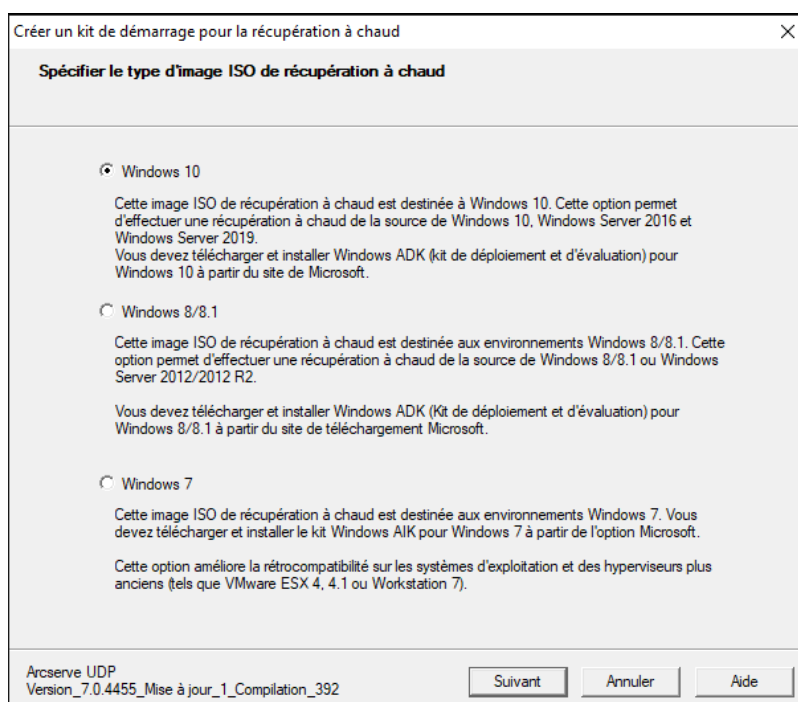 Créer un kit de démarrage pour la récupération à chaud
Spécifier le type d'image ISO de récupération à chaud
Windows 10
Cette image ISO de récupération à chaud est destinée à Windows 10. Cette option permet
d'effectuer une récupération à chaud de la source de Windows 10, Windows Server 2016 et
Windows Server 2019.
Vous devez télécharger et installer Windows ADK (kit de déploiement et d'évaluation) pour
Windows 10 à partir du site de Microsoft.
Windows 8/8.1
Cette image ISO de récupération à chaud est destinée aux environnements Windows 8/8.1. Cette
option permet d'effectuer une récupération à chaud de la source de Windows 8/8.1 ou Windows
Server 2012/2012 R2.
Vous devez télécharger et installer Windows ADK (Kit de déploiement et d'évaluation) pour
Windows 8/8.1 à partir du site de téléchargement Microsoft.
Windows 7
Cette image ISO de récupération à chaud est destinée aux environnements Windows 7. Vous
devez télécharger et installer le kit Windows AIK pour Windows 7 à partir de l'option Microsoft.
Cette option améliore la rétrocompatibilité sur les systèmes d'exploitation et des hyperviseurs plus
anciens (tels que VMware ESX 4, 4.1 ou Workstation 7).
Arcserve UDP
Version_7.0.4455_Mise à jour_1_Compilation_392
Suivant
Annuler
Aide